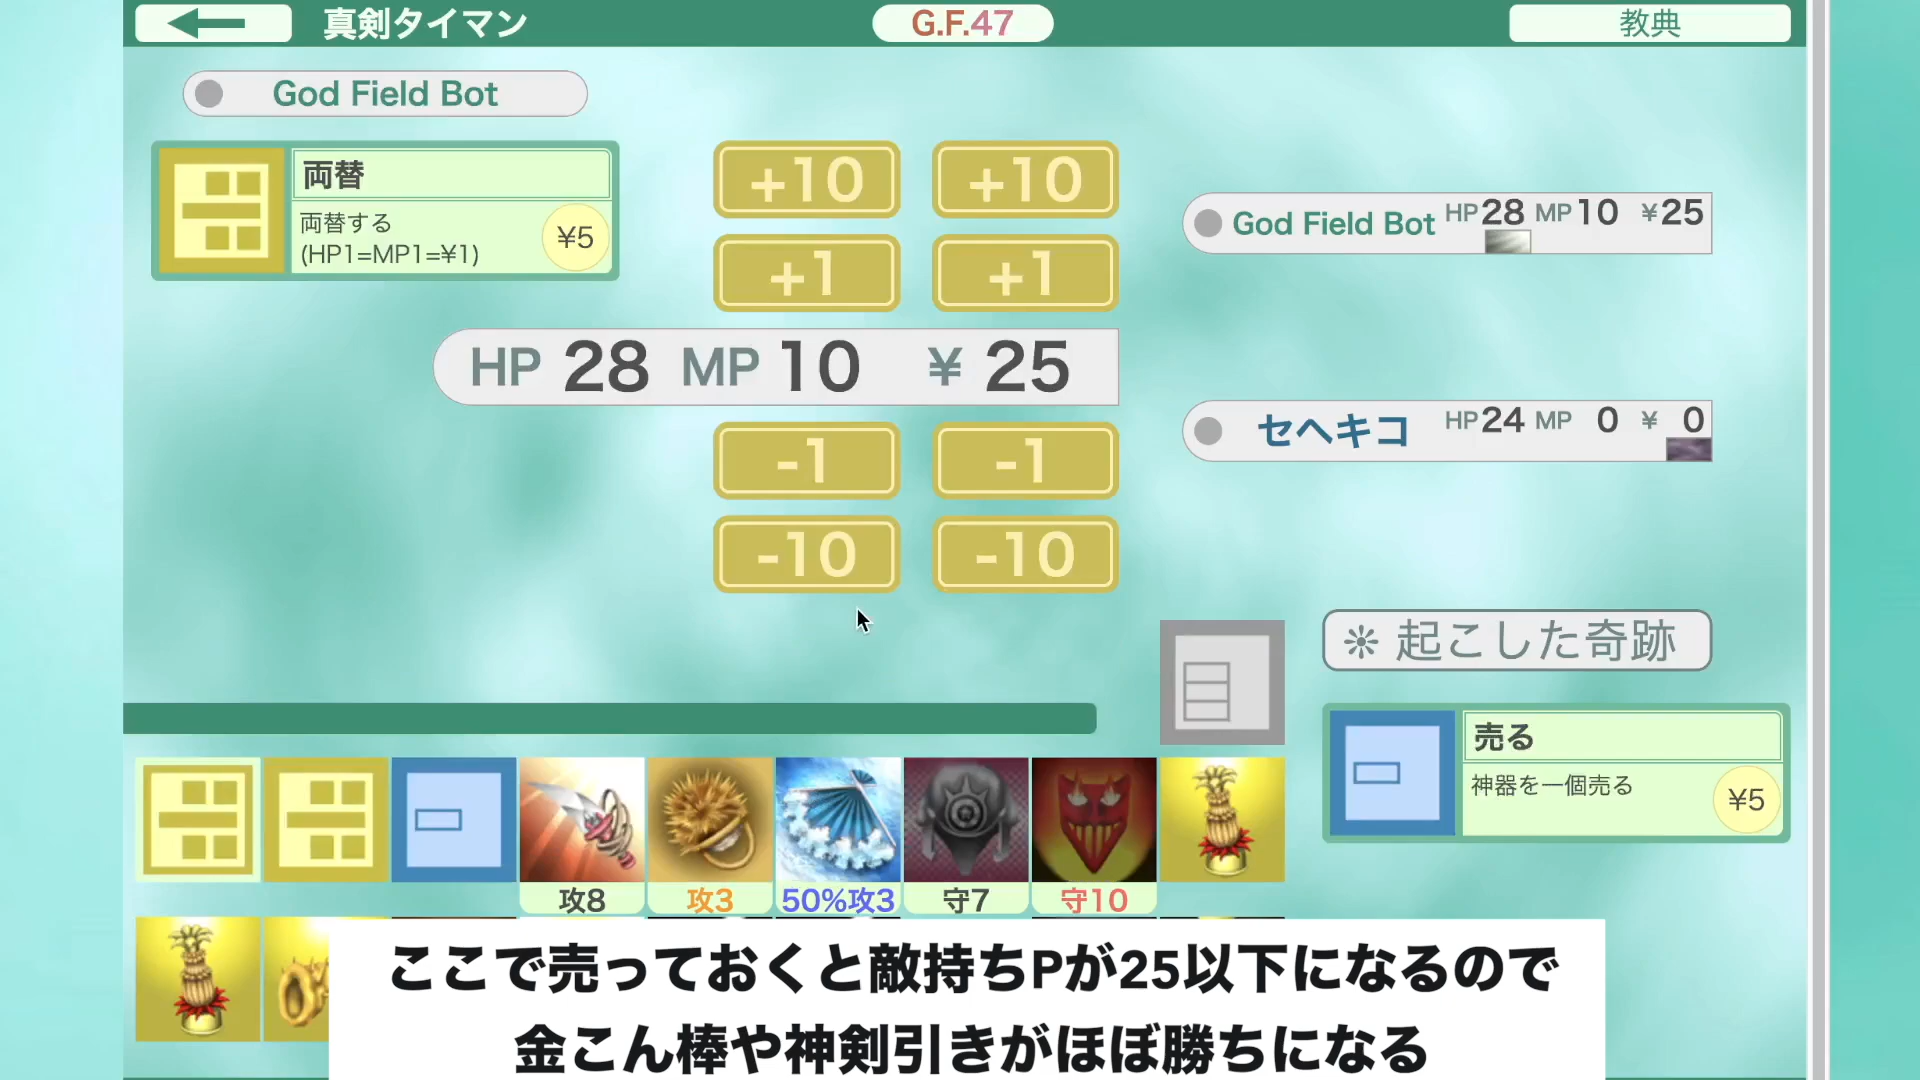 真剣タイマン
G.F.47
教典
God Field Bot
両替
両替する
(HP1=MP1=¥1)
¥5
+10
+10
+1
+1
HP 28 MP 10 ¥ 25
-1
-1
-10
-10
God Field Bot HP28 MP10 ¥25
セヘキコ HP24 MP 0 ¥ 0
❊ 起こした奇跡
売る
神器を一個売る
¥5
攻8
攻3
50%攻3
守7
守10
ここで売っておくと敵持ちPが25以下になるので
金こん棒や神剣引きがほぼ勝ちになる